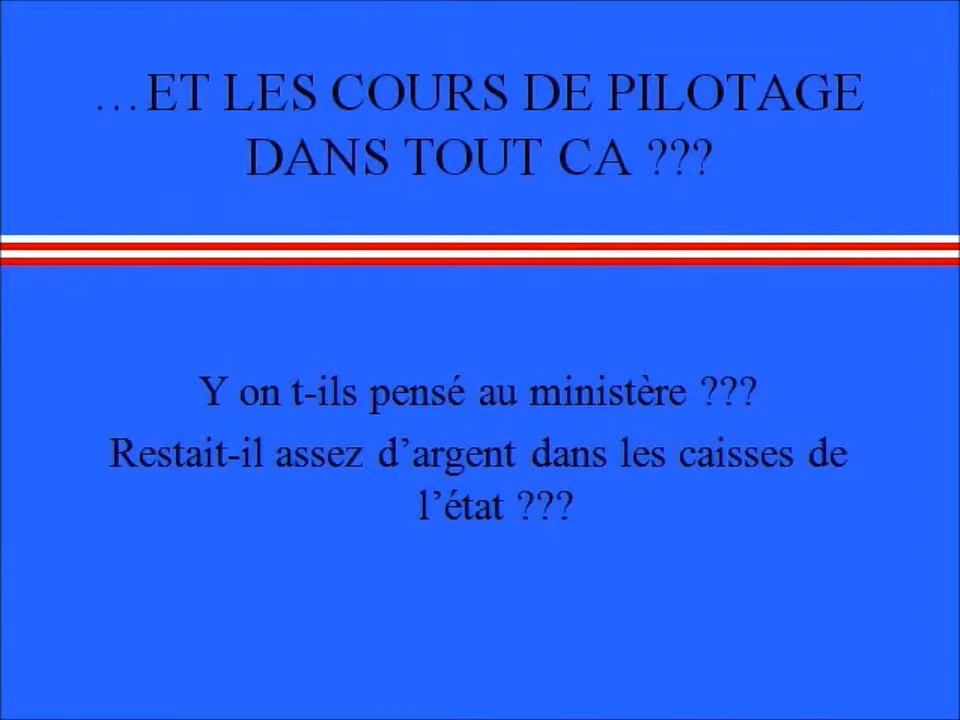 …ET LES COURS DE PILOTAGE
DANS TOUT CA ???
Y on t-ils pensé au ministère ???
Restait-il assez d’argent dans les caisses de
l’état ???